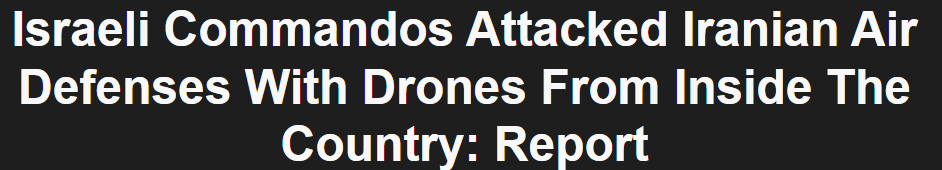 Israeli Commandos Attacked Iranian Air
Defenses With Drones From Inside The
Country: Report